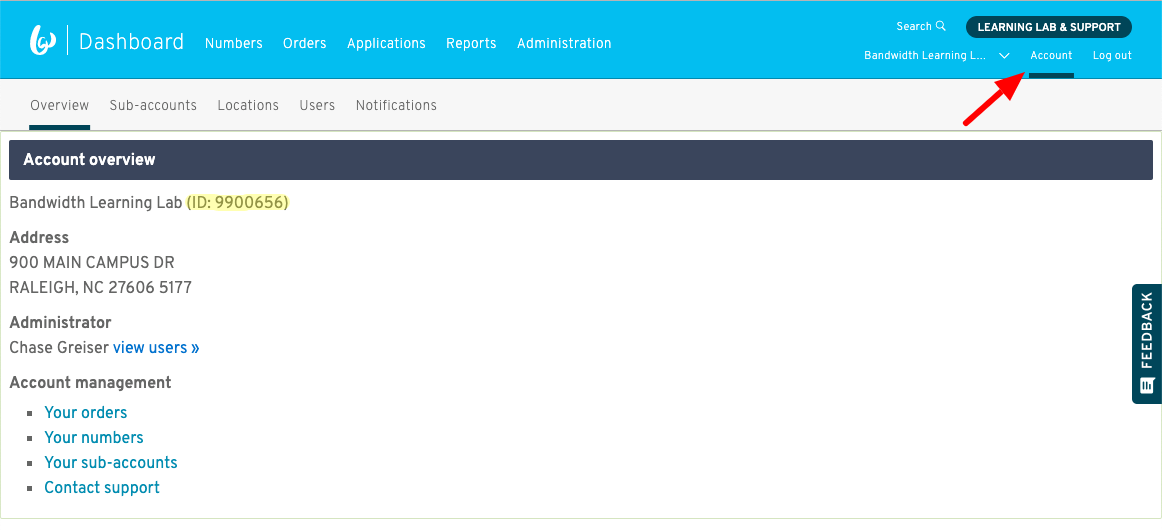 Search
LEARNING LAB & SUPPORT
Dashboard Numbers Orders Applications Reports Administration
Bandwidth Learning L... Account Log out
Overview Sub-accounts Locations Users Notifications
Account overview
Bandwidth Learning Lab (ID: 9900656)
Address
900 MAIN CAMPUS DR
RALEIGH, NC 27606 5177
Administrator
Chase Greiser view users »
Account management
Your orders
Your numbers
Your sub-accounts
Contact support
FEEDBACK